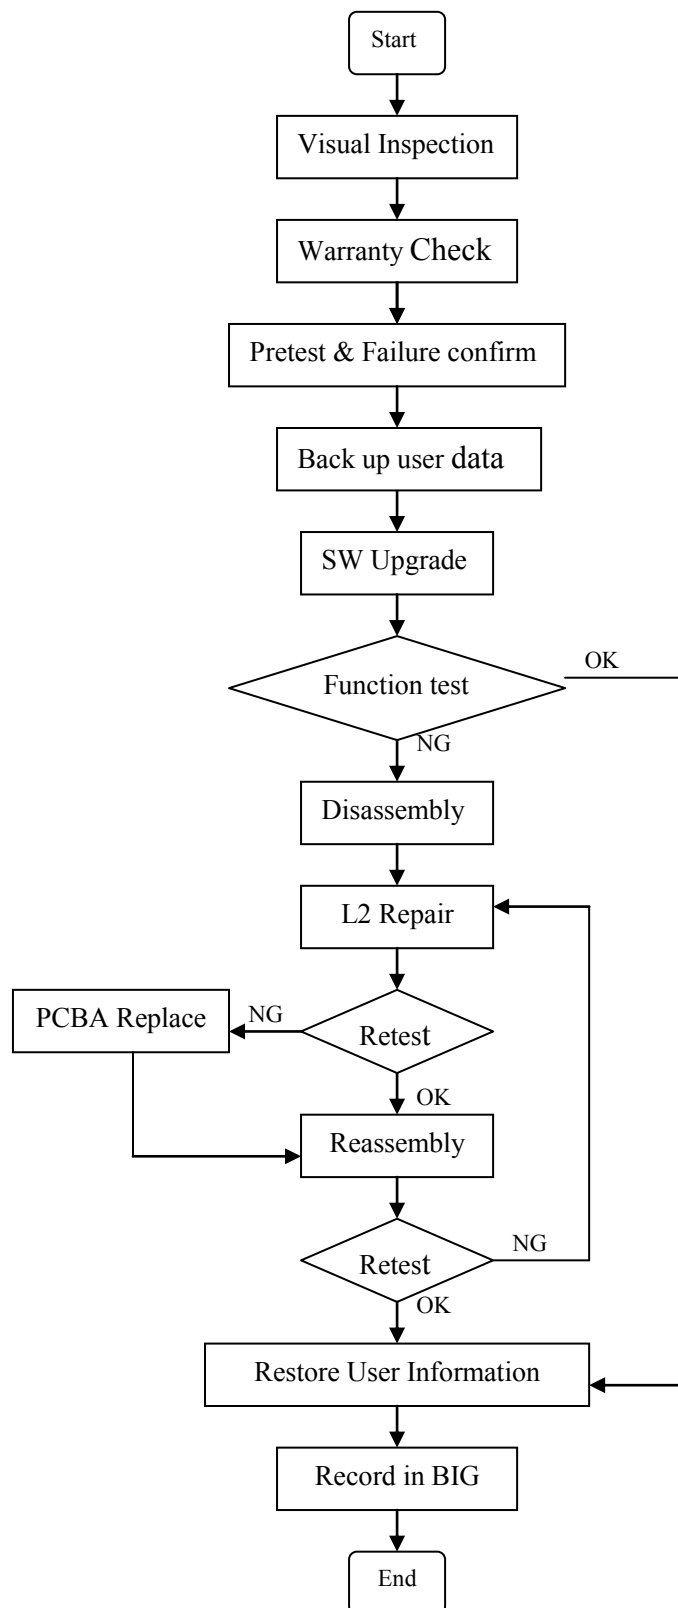 Start
Visual Inspection
Warranty Check
Pretest & Failure confirm
Back up user data
SW Upgrade
OK
Function test
NG
Disassembly
L2 Repair
PCBA Replace
NG
Retest
OK
Reassembly
NG
Retest
OK
Restore User Information
Record in BIG
End